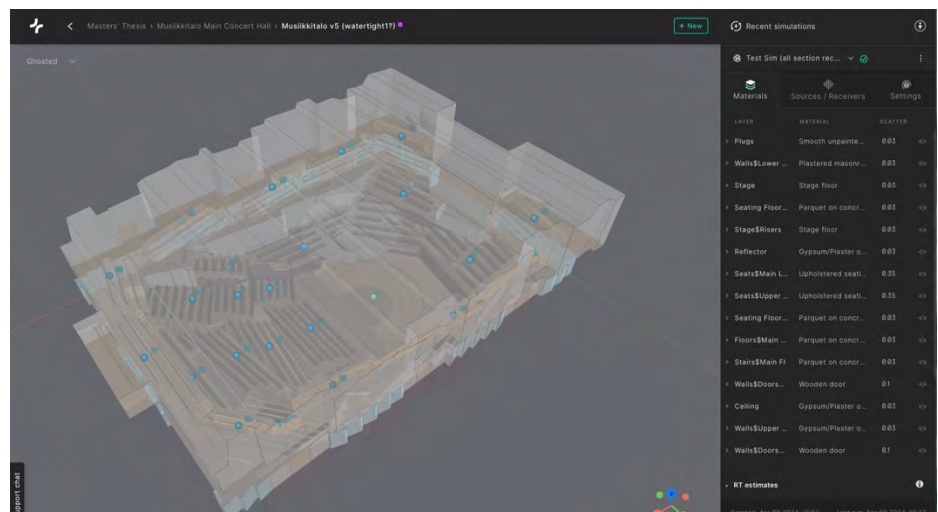 Masters' Thesis › Musiikkitalo Main Concert Hall › Musiikkitalo v5 (watertight1?)
+ New
Recent simulations
Ghosted
Test Sim (all section rec...
Materials
Sources / Receivers
Settings
LAYER MATERIAL SCATTER
Plugs Smooth unpainte... 0.03
Walls$Lower ... Plastered masonr... 0.03
Stage Stage floor 0.03
Seating Floor... Parquet on concr... 0.03
Stage$Risers Stage floor 0.03
Reflector Gypsum/Plaster o... 0.03
Seats$Main L... Upholstered seati... 0.35
Seats$Upper ... Upholstered seati... 0.35
Seating Floor... Parquet on concr... 0.03
Floors$Main ... Parquet on concr... 0.03
Stairs$Main Fl Parquet on concr... 0.03
Walls$Doors... Wooden door 0.1
Ceiling Gypsum/Plaster o... 0.03
Walls$Upper ... Gypsum/Plaster o... 0.03
Walls$Doors... Wooden door 0.1
RT estimates
upport chat